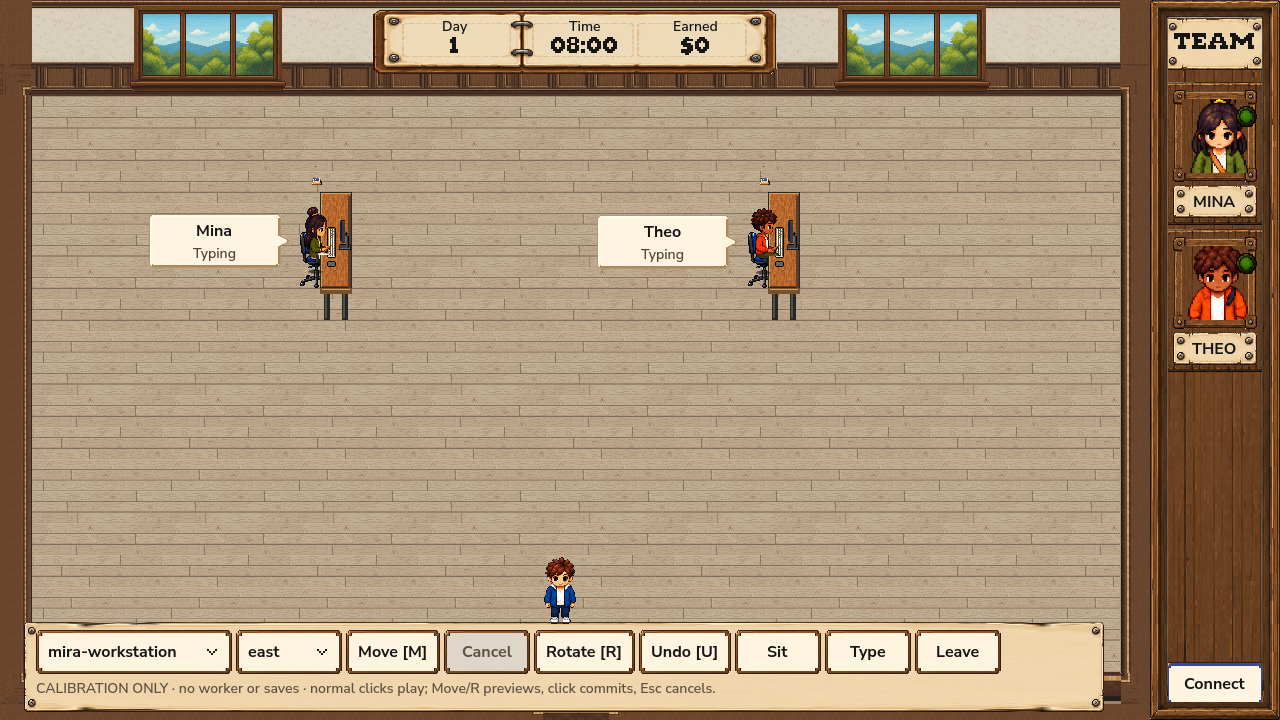 Day
1
Time
08:00
Earned
$0
TEAM
MINA
THEO
Mina
Typing
Theo
Typing
mira-workstation
east
Move [M]
Cancel
Rotate [R]
Undo [U]
Sit
Type
Leave
CALIBRATION ONLY · no worker or saves · normal clicks play; Move/R previews, click commits, Esc cancels.
Connect